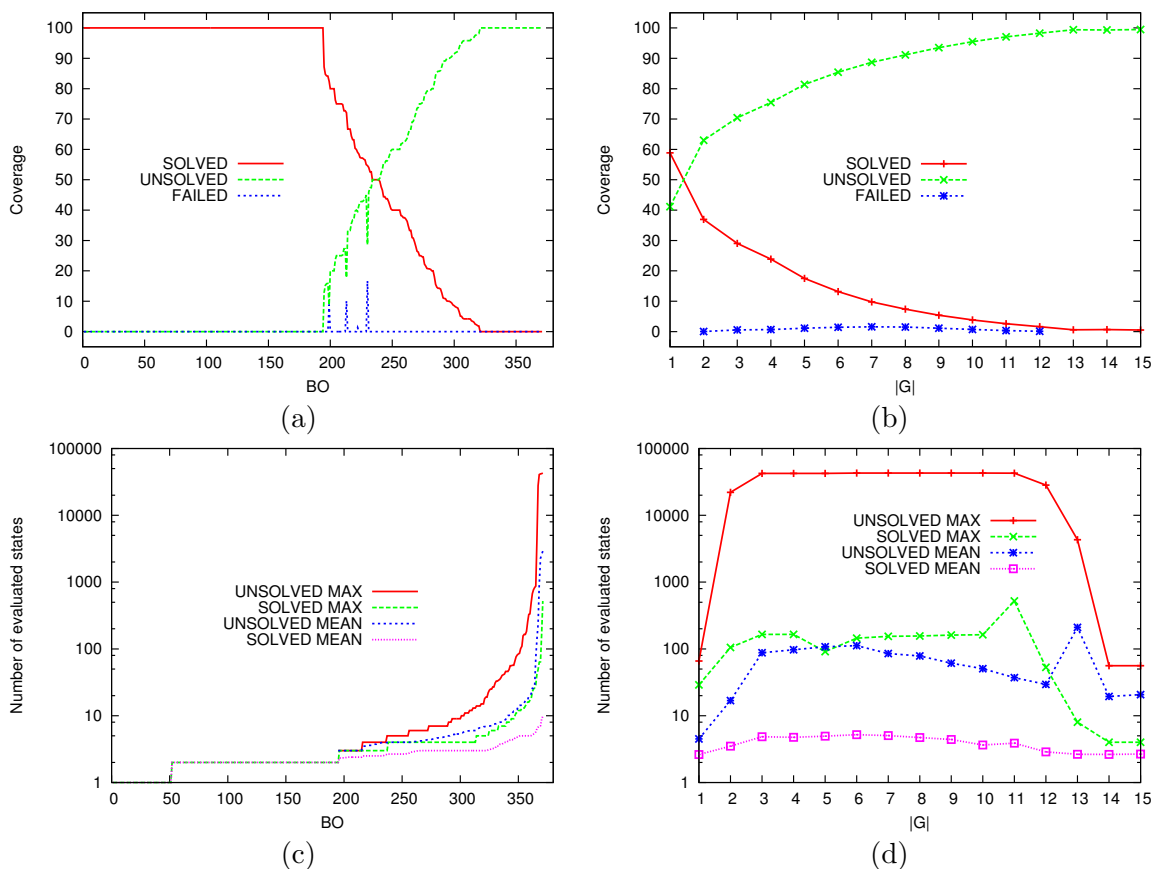 100
90
80
70
60
50
40
30
20
10
0
Coverage
SOLVED
UNSOLVED
FAILED
0 50 100 150 200 250 300 350
BO
(a)
100
90
80
70
60
50
40
30
20
10
0
Coverage
SOLVED
UNSOLVED
FAILED
1 2 3 4 5 6 7 8 9 10 11 12 13 14 15
|G|
(b)
100000
10000
1000
100
10
1
Number of evaluated states
UNSOLVED MAX
SOLVED MAX
UNSOLVED MEAN
SOLVED MEAN
0 50 100 150 200 250 300 350
BO
(c)
100000
10000
1000
100
10
1
Number of evaluated states
UNSOLVED MAX
SOLVED MAX
UNSOLVED MEAN
SOLVED MEAN
1 2 3 4 5 6 7 8 9 10 11 12 13 14 15
|G|
(d)